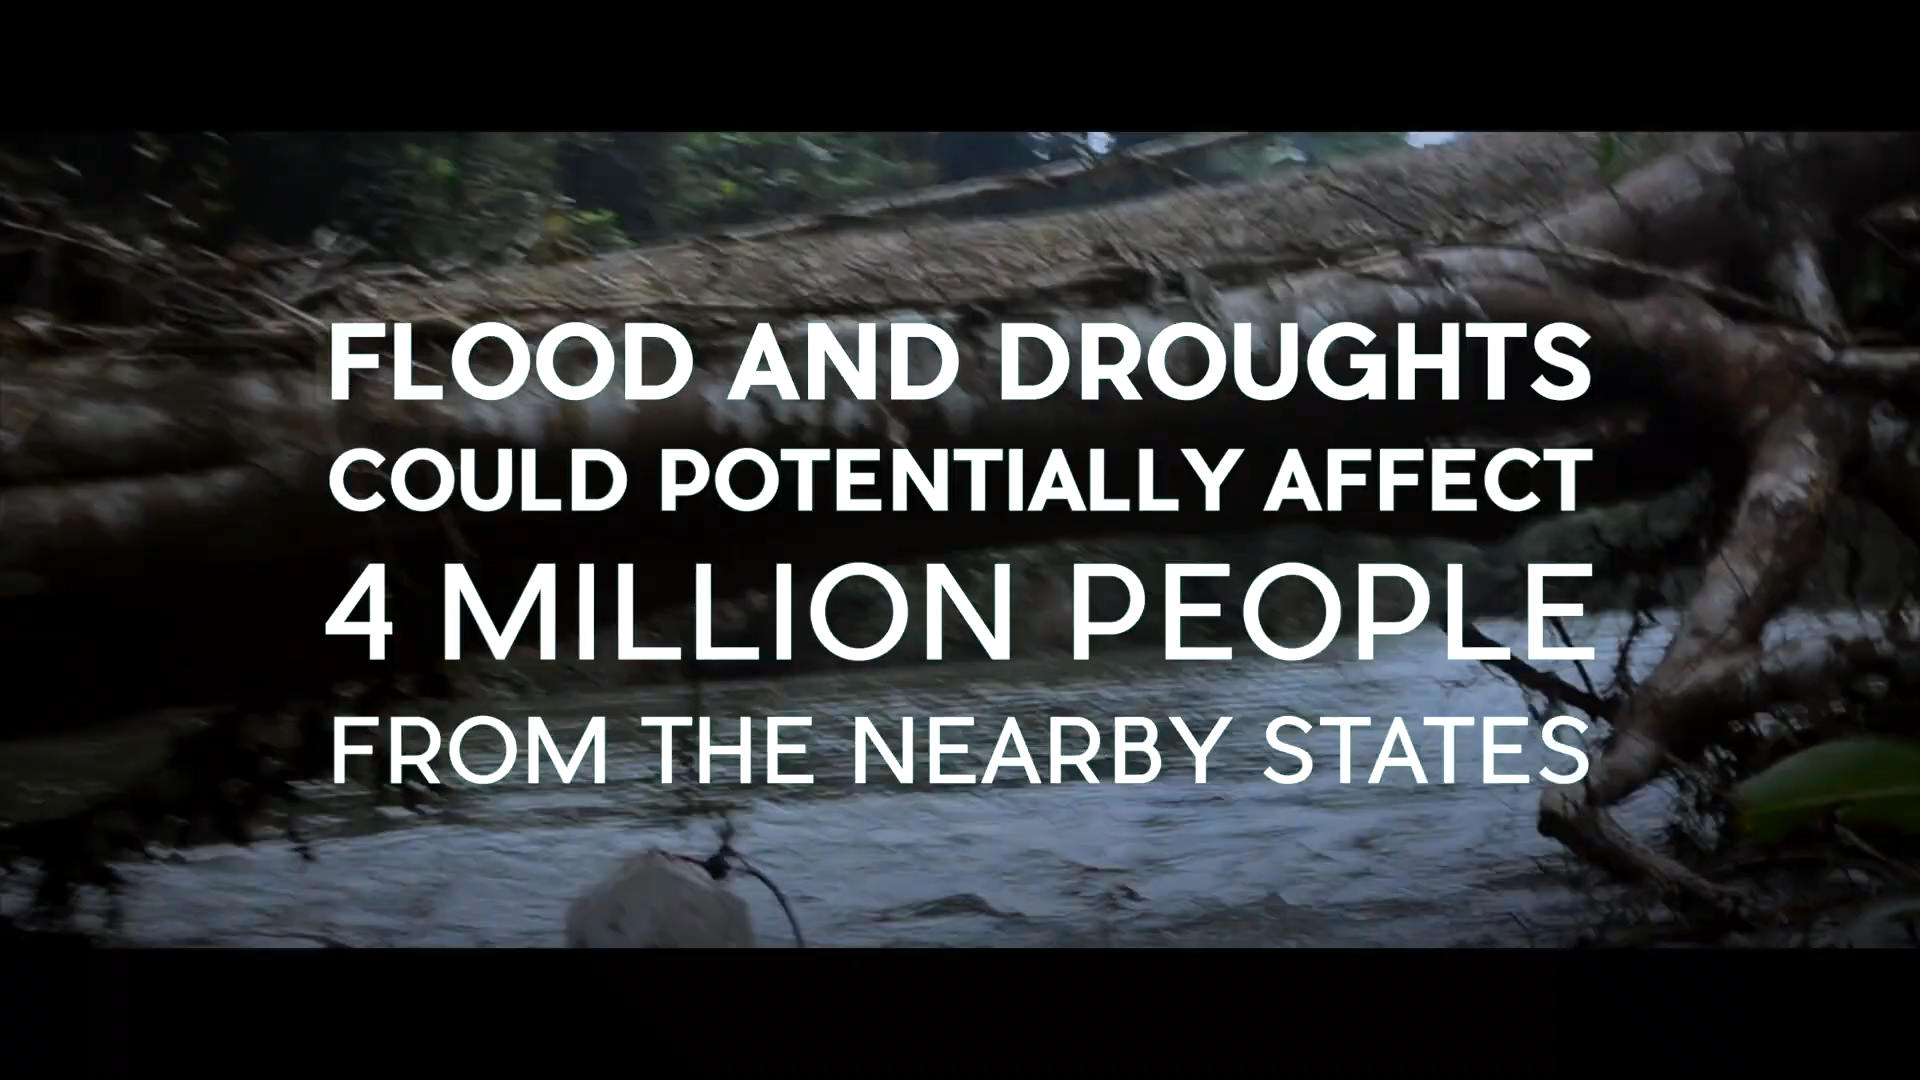 FLOOD AND DROUGHTS
COULD POTENTIALLY AFFECT
4 MILLION PEOPLE
FROM THE NEARBY STATES